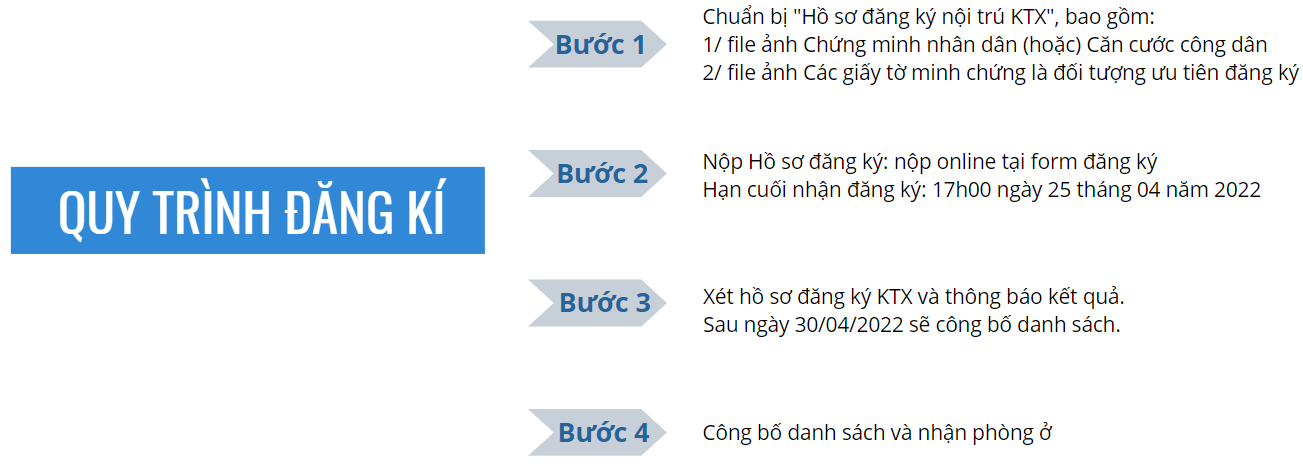 QUY TRÌNH ĐĂNG KÍ
Bước 1
Chuẩn bị "Hồ sơ đăng ký nội trú KTX", bao gồm:
1/ file ảnh Chứng minh nhân dân (hoặc) Căn cước công dân
2/ file ảnh Các giấy tờ minh chứng là đối tượng ưu tiên đăng ký
Bước 2
Nộp Hồ sơ đăng ký: nộp online tại form đăng ký
Hạn cuối nhận đăng ký: 17h00 ngày 25 tháng 04 năm 2022
Bước 3
Xét hồ sơ đăng ký KTX và thông báo kết quả.
Sau ngày 30/04/2022 sẽ công bố danh sách.
Bước 4
Công bố danh sách và nhận phòng ở